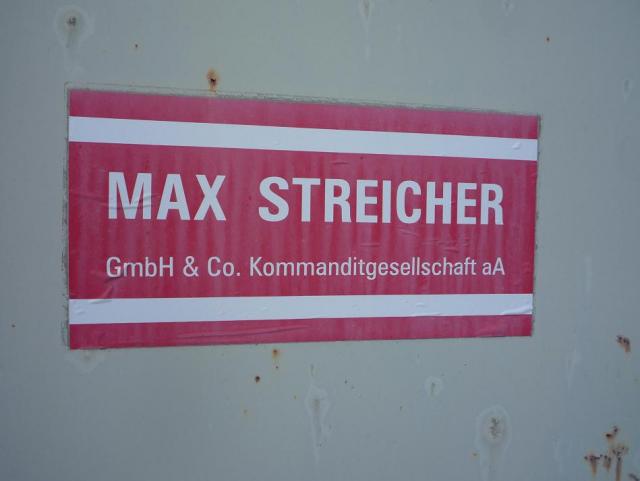 MAX STREICHER
GmbH & Co. Kommanditgesellschaft aA